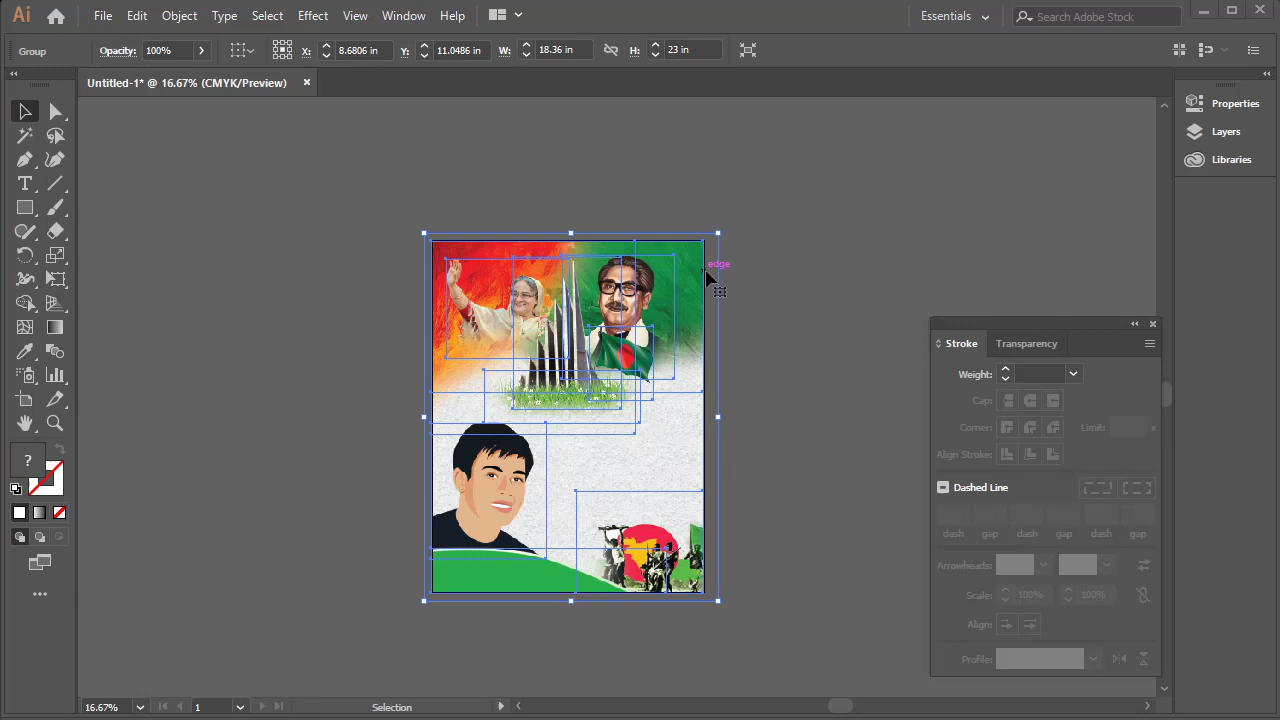 Ai File Edit Object Type Select Effect View Window Help Essentials Search Adobe Stock
Group Opacity: 100% X: 8.6806 in Y: 11.0486 in W: 18.36 in H: 23 in
Untitled-1* @ 16.67% (CMYK/Preview)
Properties
Layers
Libraries
edge
Stroke Transparency
Weight:
Cap:
Corner: Limit: x
Align Stroke:
Dashed Line
dash gap dash gap dash gap
Arrowheads:
Scale: 100% 100%
Align:
Profile:
?
16.67% 1 Selection